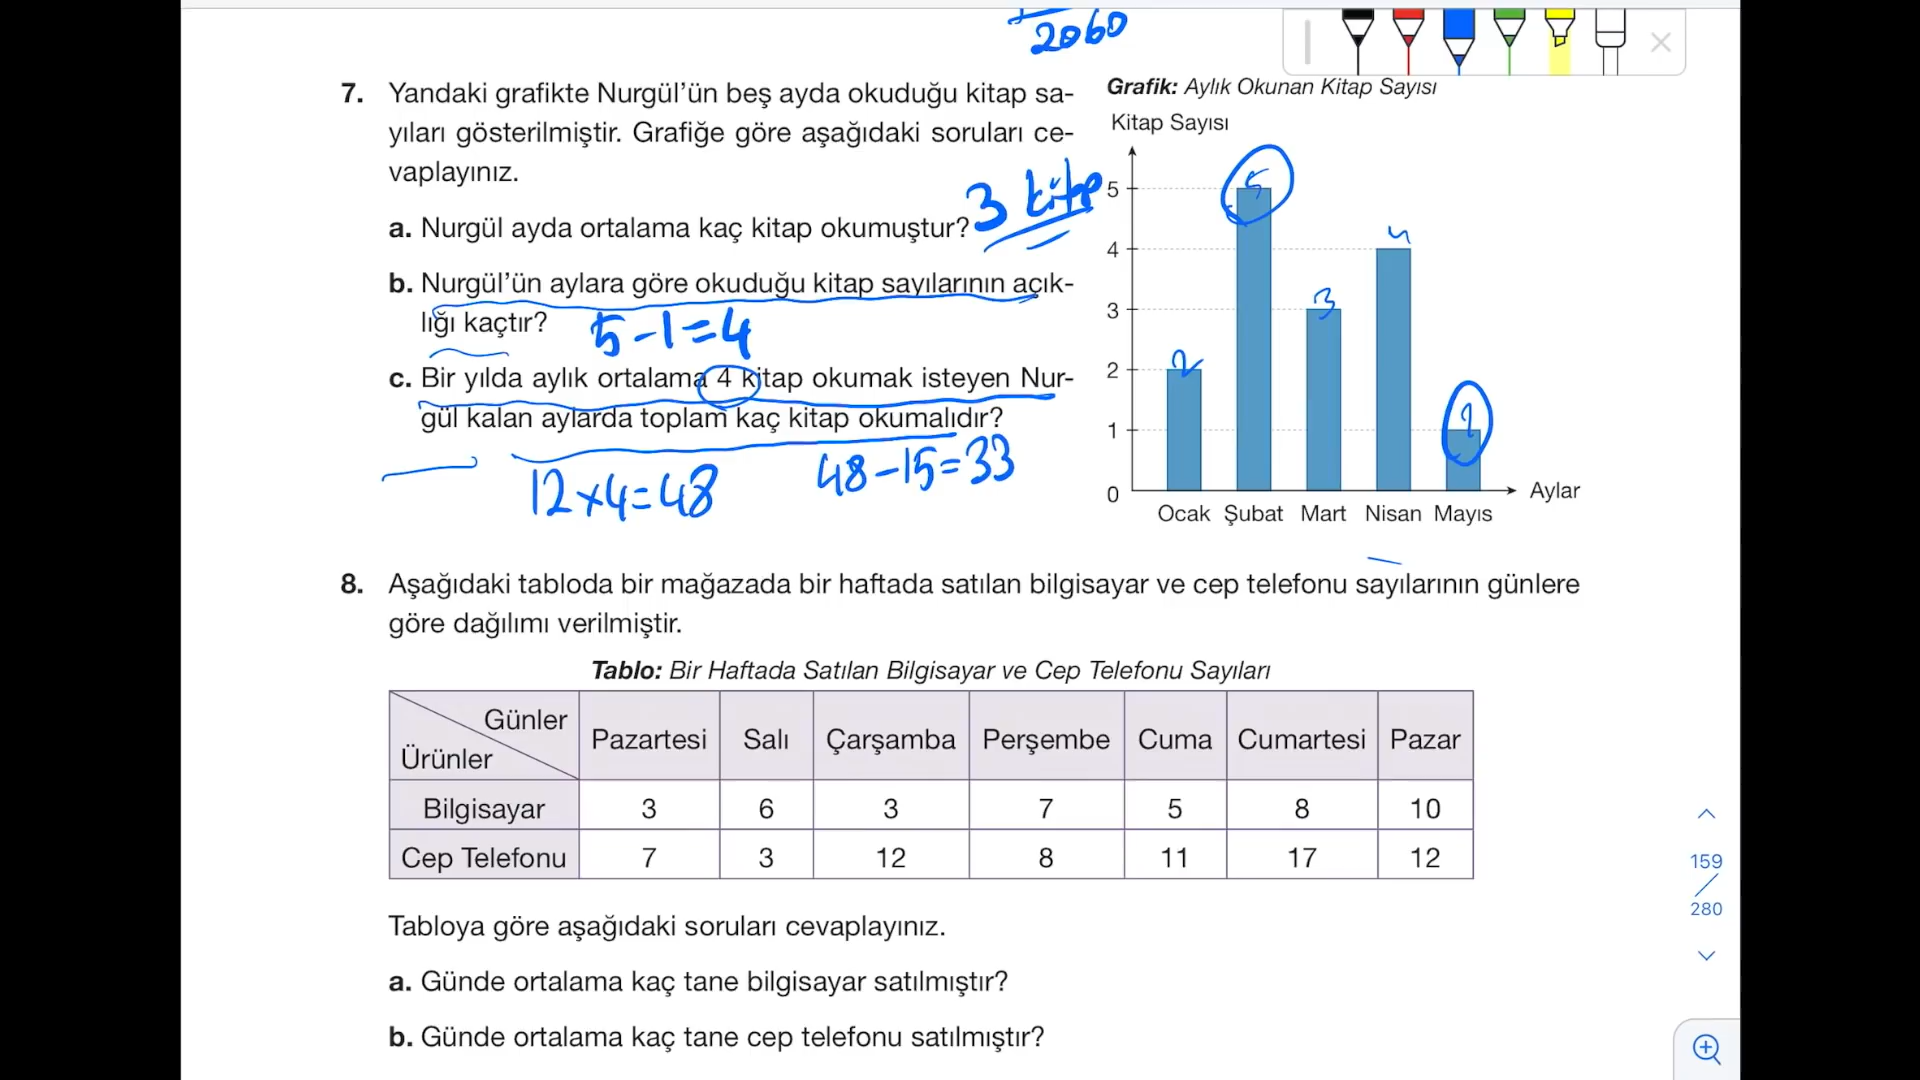 2060
7. Yandaki grafikte Nurgül’ün beş ayda okuduğu kitap sa-
yıları gösterilmiştir. Grafiğe göre aşağıdaki soruları ce-
vaplayınız.
a. Nurgül ayda ortalama kaç kitap okumuştur?
3 kitap
b. Nurgül’ün aylara göre okuduğu kitap sayılarının açık-
lığı kaçtır?
5-1=4
c. Bir yılda aylık ortalama 4 kitap okumak isteyen Nur-
gül kalan aylarda toplam kaç kitap okumalıdır?
12x4=48
48-15=33
Grafik: Aylık Okunan Kitap Sayısı
Kitap Sayısı
5
4
3
2
1
0
2 5 3 4 1
Ocak Şubat Mart Nisan Mayıs
Aylar
8. Aşağıdaki tabloda bir mağazada bir haftada satılan bilgisayar ve cep telefonu sayılarının günlere
göre dağılımı verilmiştir.
Tablo: Bir Haftada Satılan Bilgisayar ve Cep Telefonu Sayıları
Günler
Ürünler
Pazartesi Salı Çarşamba Perşembe Cuma Cumartesi Pazar
Bilgisayar 3 6 3 7 5 8 10
Cep Telefonu 7 3 12 8 11 17 12
Tabloya göre aşağıdaki soruları cevaplayınız.
a. Günde ortalama kaç tane bilgisayar satılmıştır?
b. Günde ortalama kaç tane cep telefonu satılmıştır?
159
280